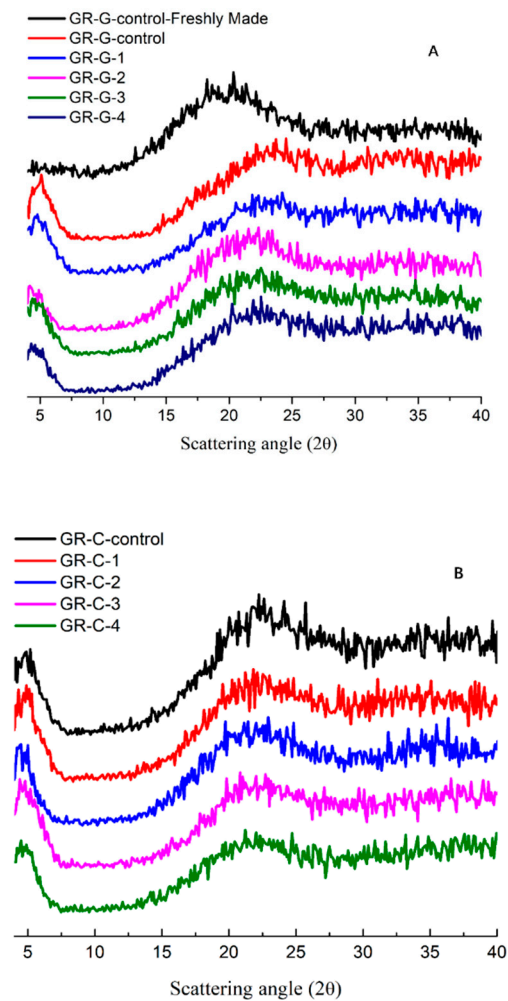 GR-G-control-Freshly Made
GR-G-control
GR-G-1
GR-G-2
GR-G-3
GR-G-4
A
5 10 15 20 25 30 35 40
Scattering angle (2θ)
GR-C-control
GR-C-1
GR-C-2
GR-C-3
GR-C-4
B
5 10 15 20 25 30 35 40
Scattering angle (2θ)